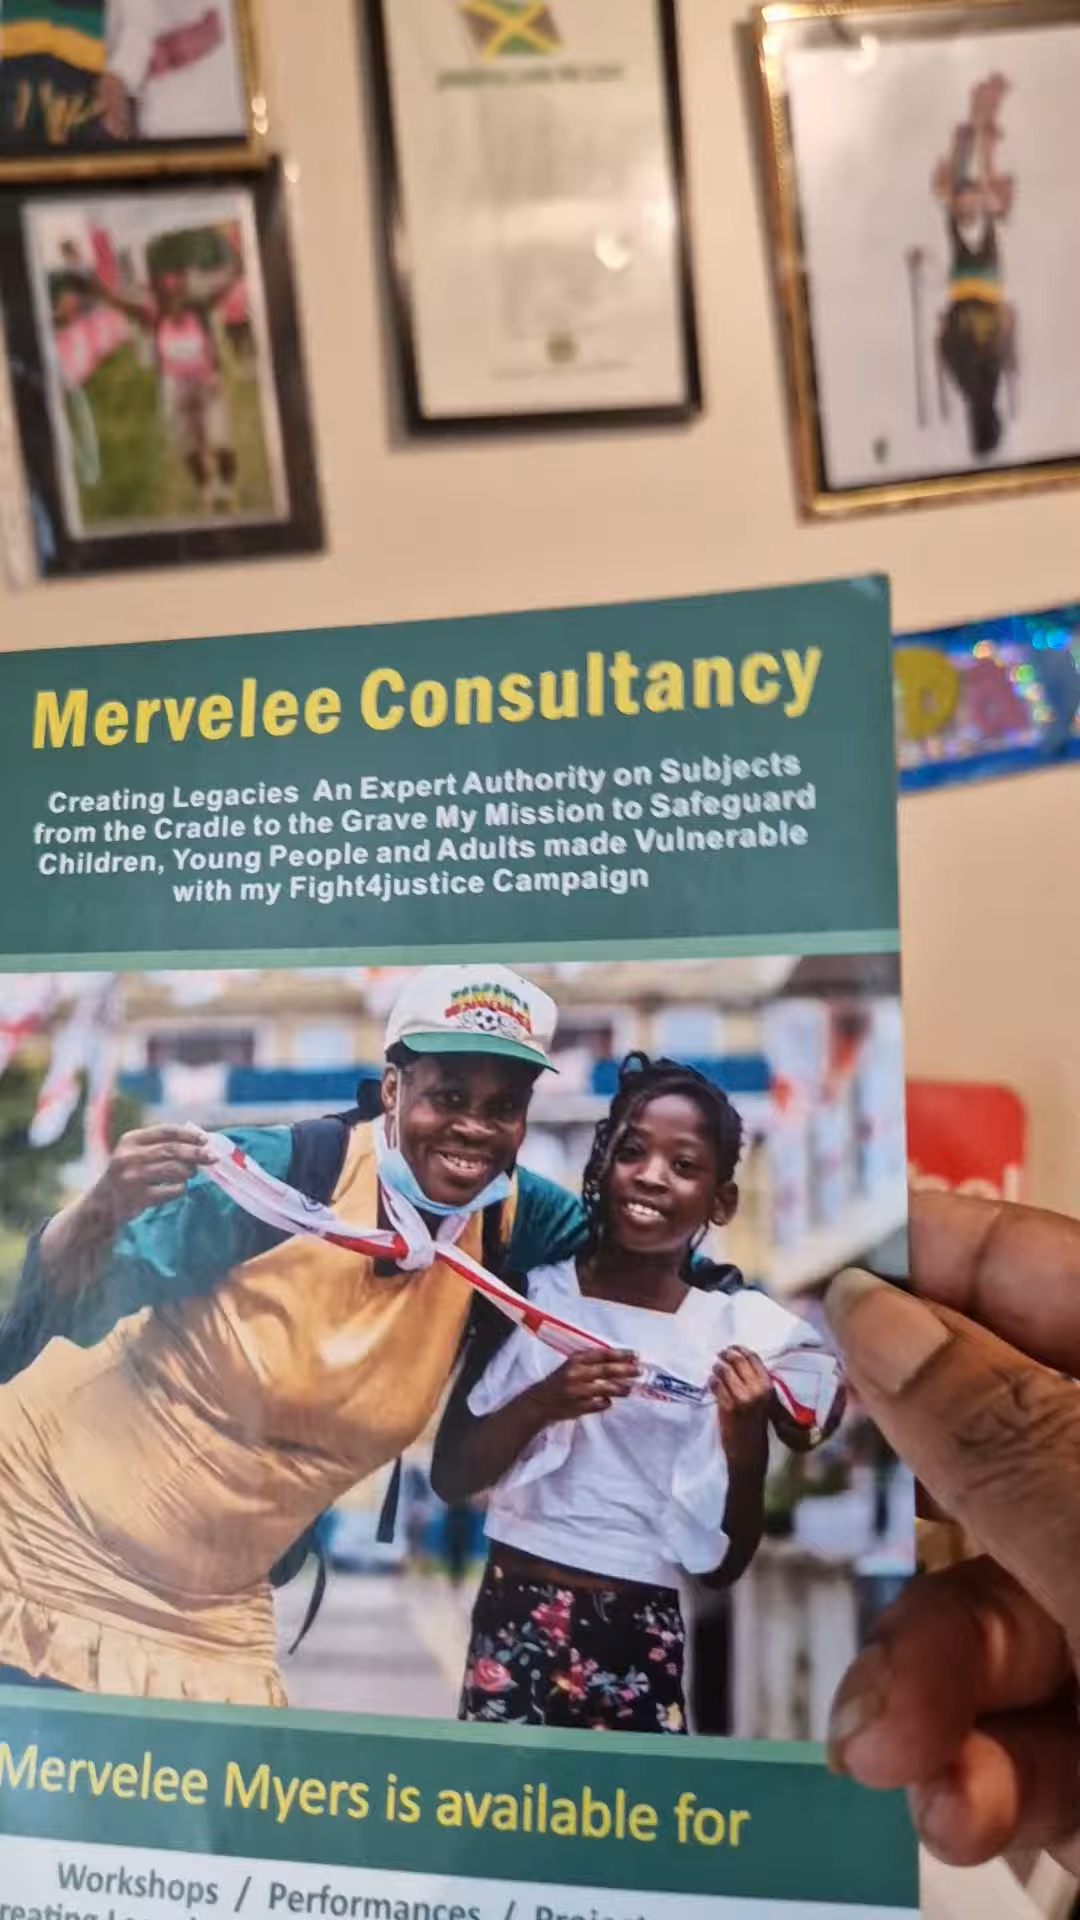 Mervelee Consultancy
Creating Legacies An Expert Authority on Subjects
from the Cradle to the Grave My Mission to Safeguard
Children, Young People and Adults made Vulnerable
with my Fight4justice Campaign
Mervelee Myers is available for
Workshops / Performances /